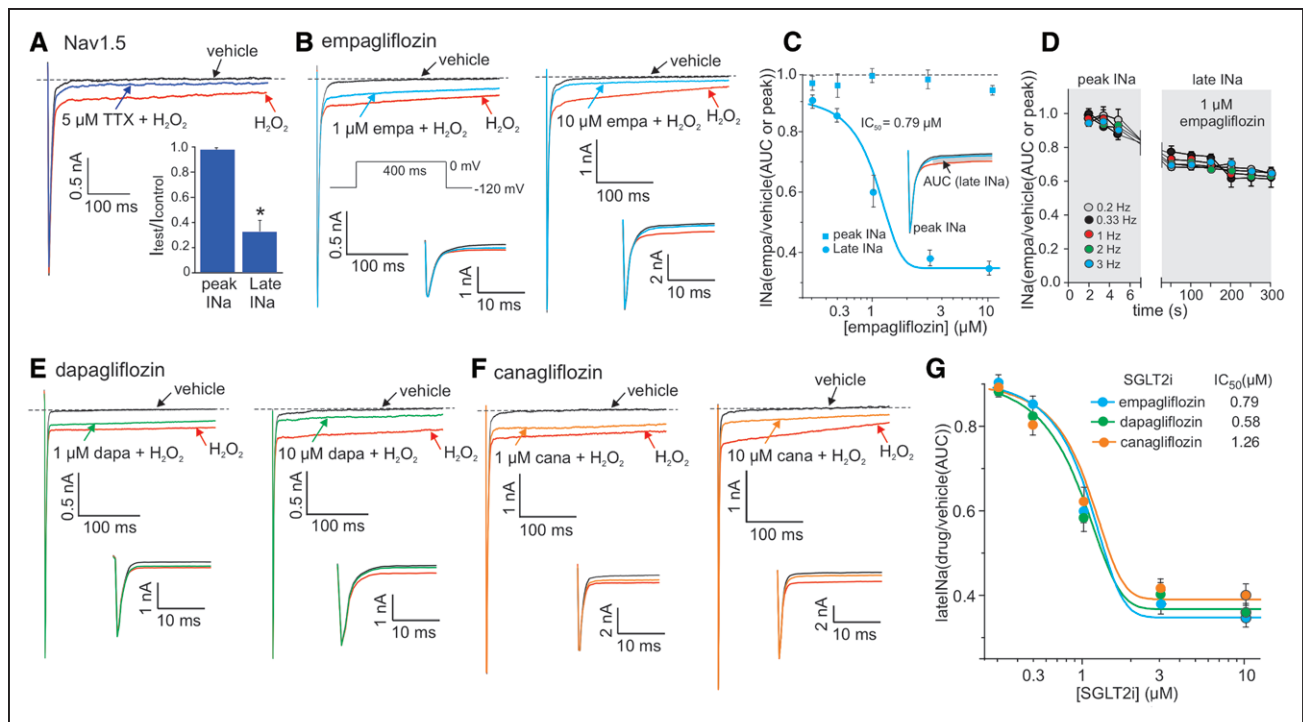 A Nav1.5
vehicle
5 µM TTX + H₂O₂
H₂O₂
0.5 nA
100 ms
Itest/Icontrol
1.0
0.8
0.6
0.4
0.2
0
*
peak INa
Late INa
B empagliflozin
vehicle
1 µM empa + H₂O₂
H₂O₂
400 ms
0 mV
-120 mV
0.5 nA
100 ms
1 nA
10 ms
vehicle
10 µM empa + H₂O₂
H₂O₂
1 nA
100 ms
2 nA
10 ms
C
INa(empa/vehicle(AUC or peak))
1.0
0.8
0.6
0.4
IC₅₀= 0.79 µM
AUC (late INa)
peak INa
peak INa
Late INa
0.3 1 3 10
[empagliflozin] (µM)
D
peak INa
late INa
1 µM
empagliflozin
INa(empa/vehicle(AUC or peak))
1.0
0.8
0.6
0.4
0.2
0.0
0.2 Hz
0.33 Hz
1 Hz
2 Hz
3 Hz
0 2 4 6 100 200 300
time (s)
E dapagliflozin
vehicle
1 µM dapa + H₂O₂
H₂O₂
0.5 nA
100 ms
1 nA
10 ms
vehicle
10 µM dapa + H₂O₂
H₂O₂
0.5 nA
100 ms
1 nA
10 ms
F canagliflozin
vehicle
1 µM cana + H₂O₂
H₂O₂
1 nA
100 ms
2 nA
10 ms
vehicle
10 µM cana + H₂O₂
H₂O₂
1 nA
100 ms
2 nA
10 ms
G
lateINa(drug/vehicle(AUC))
0.8
0.6
0.4
SGLT2i IC₅₀(µM)
empagliflozin 0.79
dapagliflozin 0.58
canagliflozin 1.26
0.3 1 3 10
[SGLT2i] (µM)